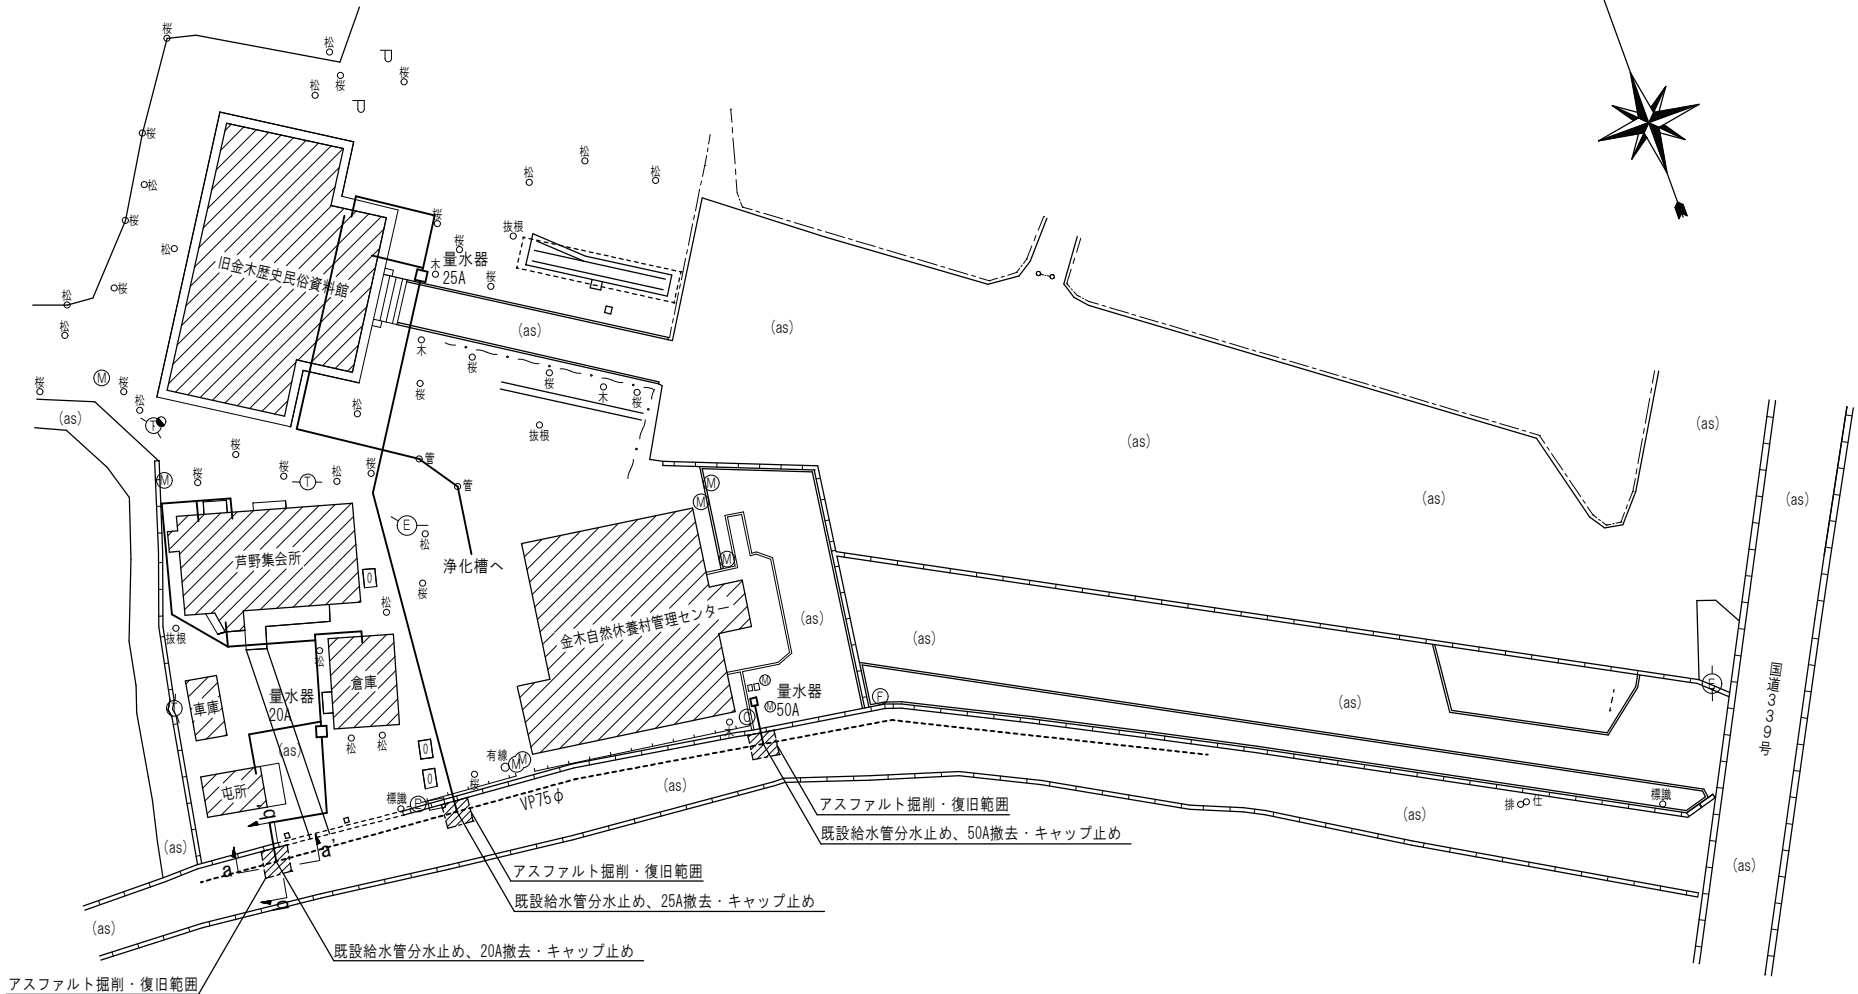 桜
松
P
桜
松
桜
P
桜
桜
松
松
松
松
桜
桜
抜根
桜
松
木
量水器
25A
桜
旧金木歴史民俗資料館
桜
松
松
(as)
(as)
木
桜
桜
木
桜
桜
M
桜
松
桜
松
T
(as)
抜根
(as)
(as)
(as)
(as)
桜
桜
松
桜
管
管
M
桜
T
M
M
E
松
芦野集会所
浄化槽へ
M
桜
松
0
抜根
金木自然休養村管理センター
(as)
(as)
松
倉庫
車庫
量水器
20A
量水器
50A
M
M
(as)
E
国道339号
(as)
松
松
木
0
0
有線
M
M
桜
屯所
標識
VP75φ
(as)
(as)
排
仕
標識
アスファルト掘削・復旧範囲
既設給水管分水止め、50A撤去・キャップ止め
(as)
b
a'
a
(as)
アスファルト掘削・復旧範囲
既設給水管分水止め、25A撤去・キャップ止め
(as)
既設給水管分水止め、20A撤去・キャップ止め
アスファルト掘削・復旧範囲